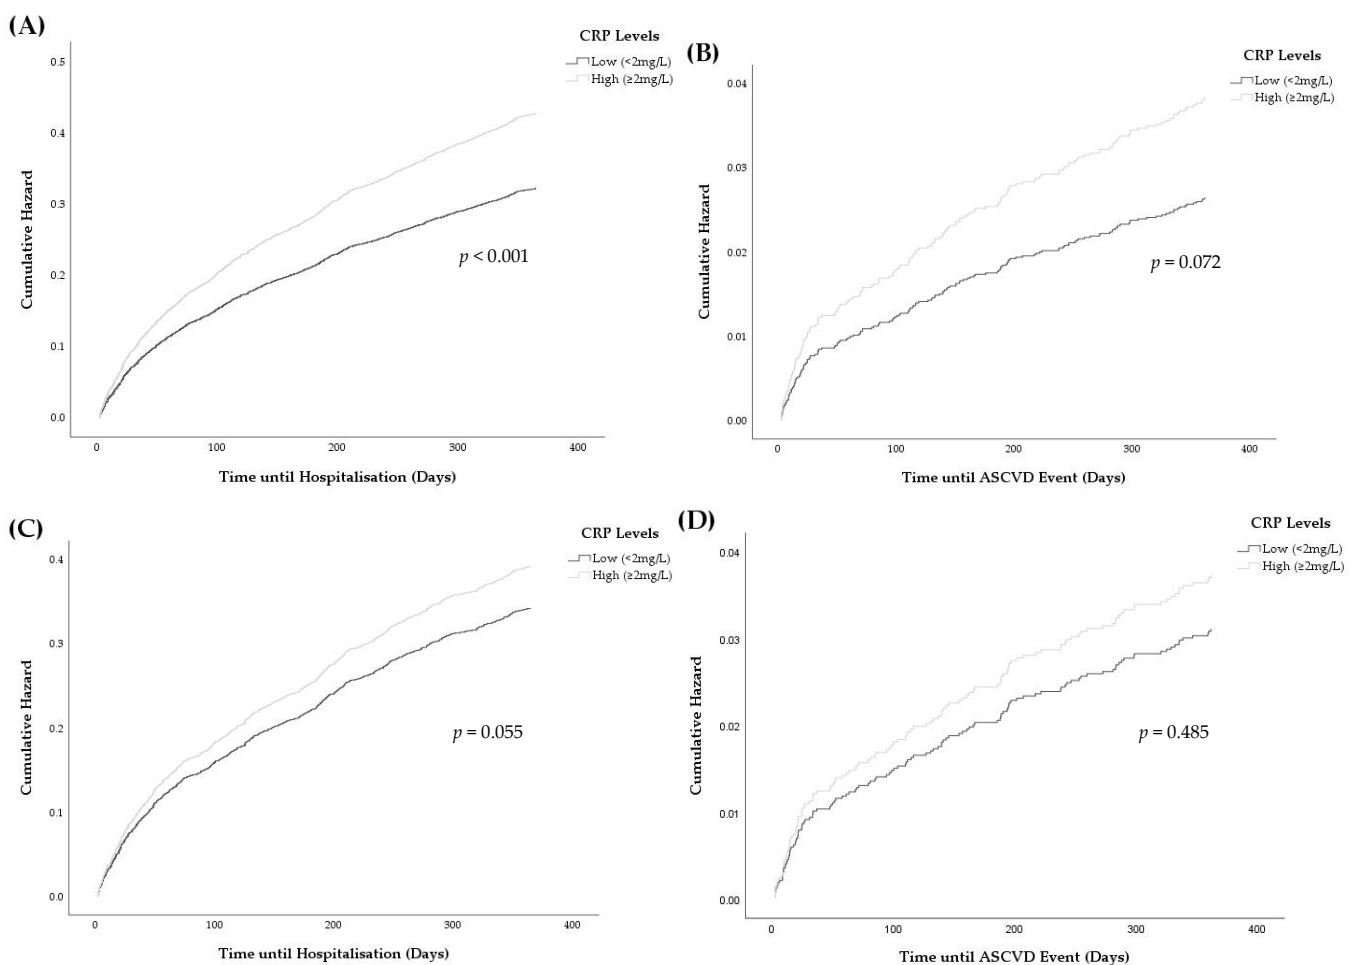 (A)
CRP Levels
Low (<2mg/L)
High (≥2mg/L)
0.5
0.4
0.3
0.2
0.1
0.0
Cumulative Hazard
p < 0.001
0 100 200 300 400
Time until Hospitalisation (Days)
(B)
CRP Levels
Low (<2mg/L)
High (≥2mg/L)
0.04
0.03
0.02
0.01
0.00
Cumulative Hazard
p = 0.072
0 100 200 300 400
Time until ASCVD Event (Days)
(C)
CRP Levels
Low (<2mg/L)
High (≥2mg/L)
0.4
0.3
0.2
0.1
0.0
Cumulative Hazard
p = 0.055
0 100 200 300 400
Time until Hospitalisation (Days)
(D)
CRP Levels
Low (<2mg/L)
High (≥2mg/L)
0.04
0.03
0.02
0.01
0.00
Cumulative Hazard
p = 0.485
0 100 200 300 400
Time until ASCVD Event (Days)